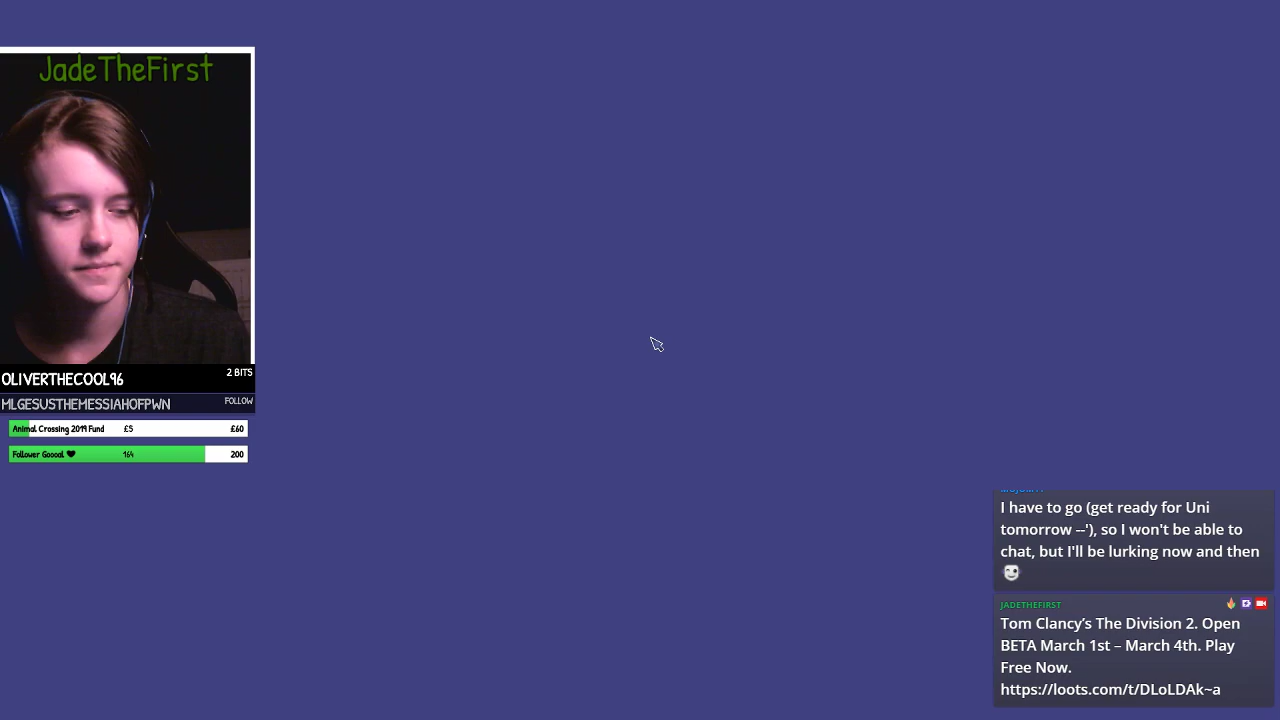 JadeTheFirst
OLIVERTHECOOL96 2 BITS
MLGESUSTHEMESSIAHOFPWN FOLLOW
Animal Crossing 2019 Fund £5 £60
Follower Goooal 164 200
I have to go (get ready for Uni
tomorrow --'), so I won't be able to
chat, but I'll be lurking now and then
JADETHEFIRST
Tom Clancy’s The Division 2. Open
BETA March 1st – March 4th. Play
Free Now.
https://loots.com/t/DLoLDAk~a